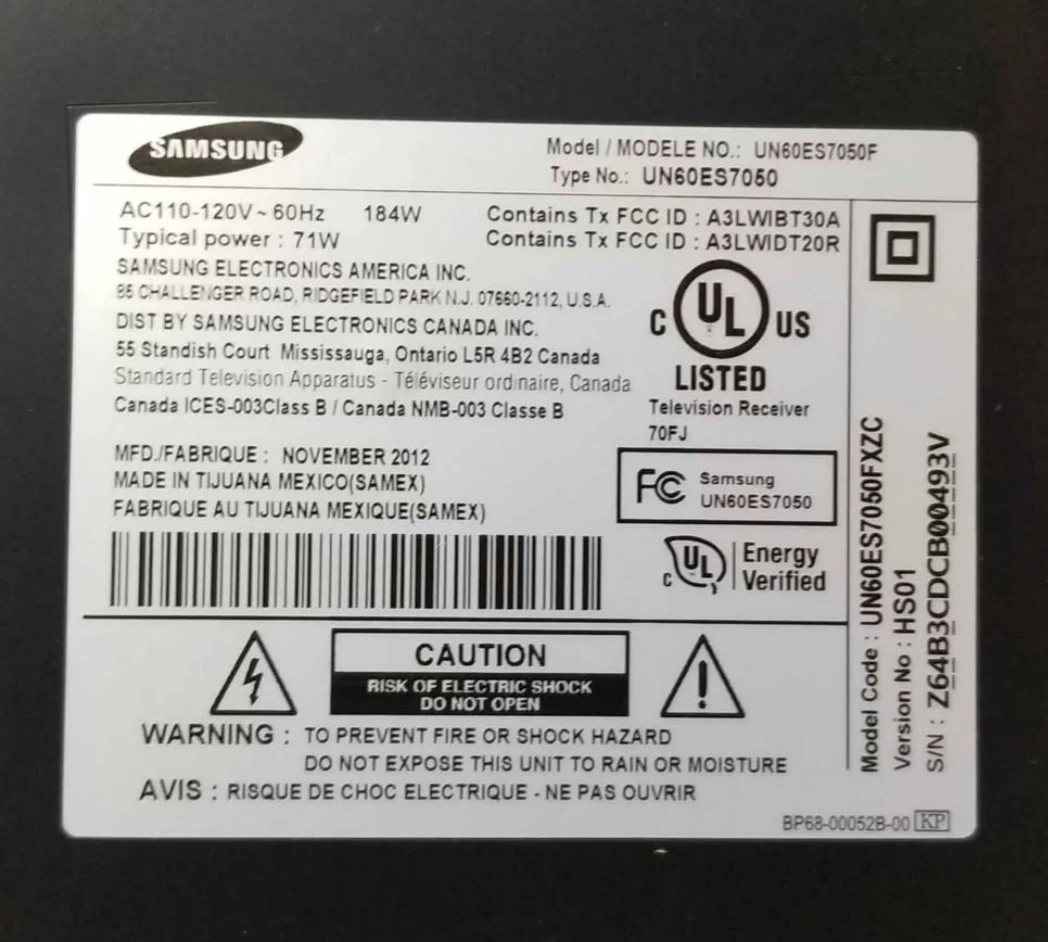 SAMSUNG
Model / MODELE NO.: UN60ES7050F
Type No.: UN60ES7050
AC110-120V ~ 60Hz 184W
Typical power : 71W
Contains Tx FCC ID : A3LWIBT30A
Contains Tx FCC ID : A3LWIDT20R
SAMSUNG ELECTRONICS AMERICA INC.
85 CHALLENGER ROAD, RIDGEFIELD PARK N.J. 07660-2112, U.S.A.
DIST BY SAMSUNG ELECTRONICS CANADA INC.
55 Standish Court Mississauga, Ontario L5R 4B2 Canada
Standard Television Apparatus - Téléviseur ordinaire, Canada
Canada ICES-003Class B / Canada NMB-003 Classe B
C UL US
LISTED
Television Receiver
70FJ
MFD./FABRIQUE : NOVEMBER 2012
MADE IN TIJUANA MEXICO(SAMEX)
FABRIQUE AU TIJUANA MEXIQUE(SAMEX)
FC Samsung
UN60ES7050
c UL Energy
Verified
CAUTION
RISK OF ELECTRIC SHOCK
DO NOT OPEN
WARNING : TO PREVENT FIRE OR SHOCK HAZARD
DO NOT EXPOSE THIS UNIT TO RAIN OR MOISTURE
AVIS : RISQUE DE CHOC ELECTRIQUE - NE PAS OUVRIR
Model Code : UN60ES7050FXZC
Version No : HS01
S/N : Z64B3CDCB00493V
BP68-00052B-00 KP